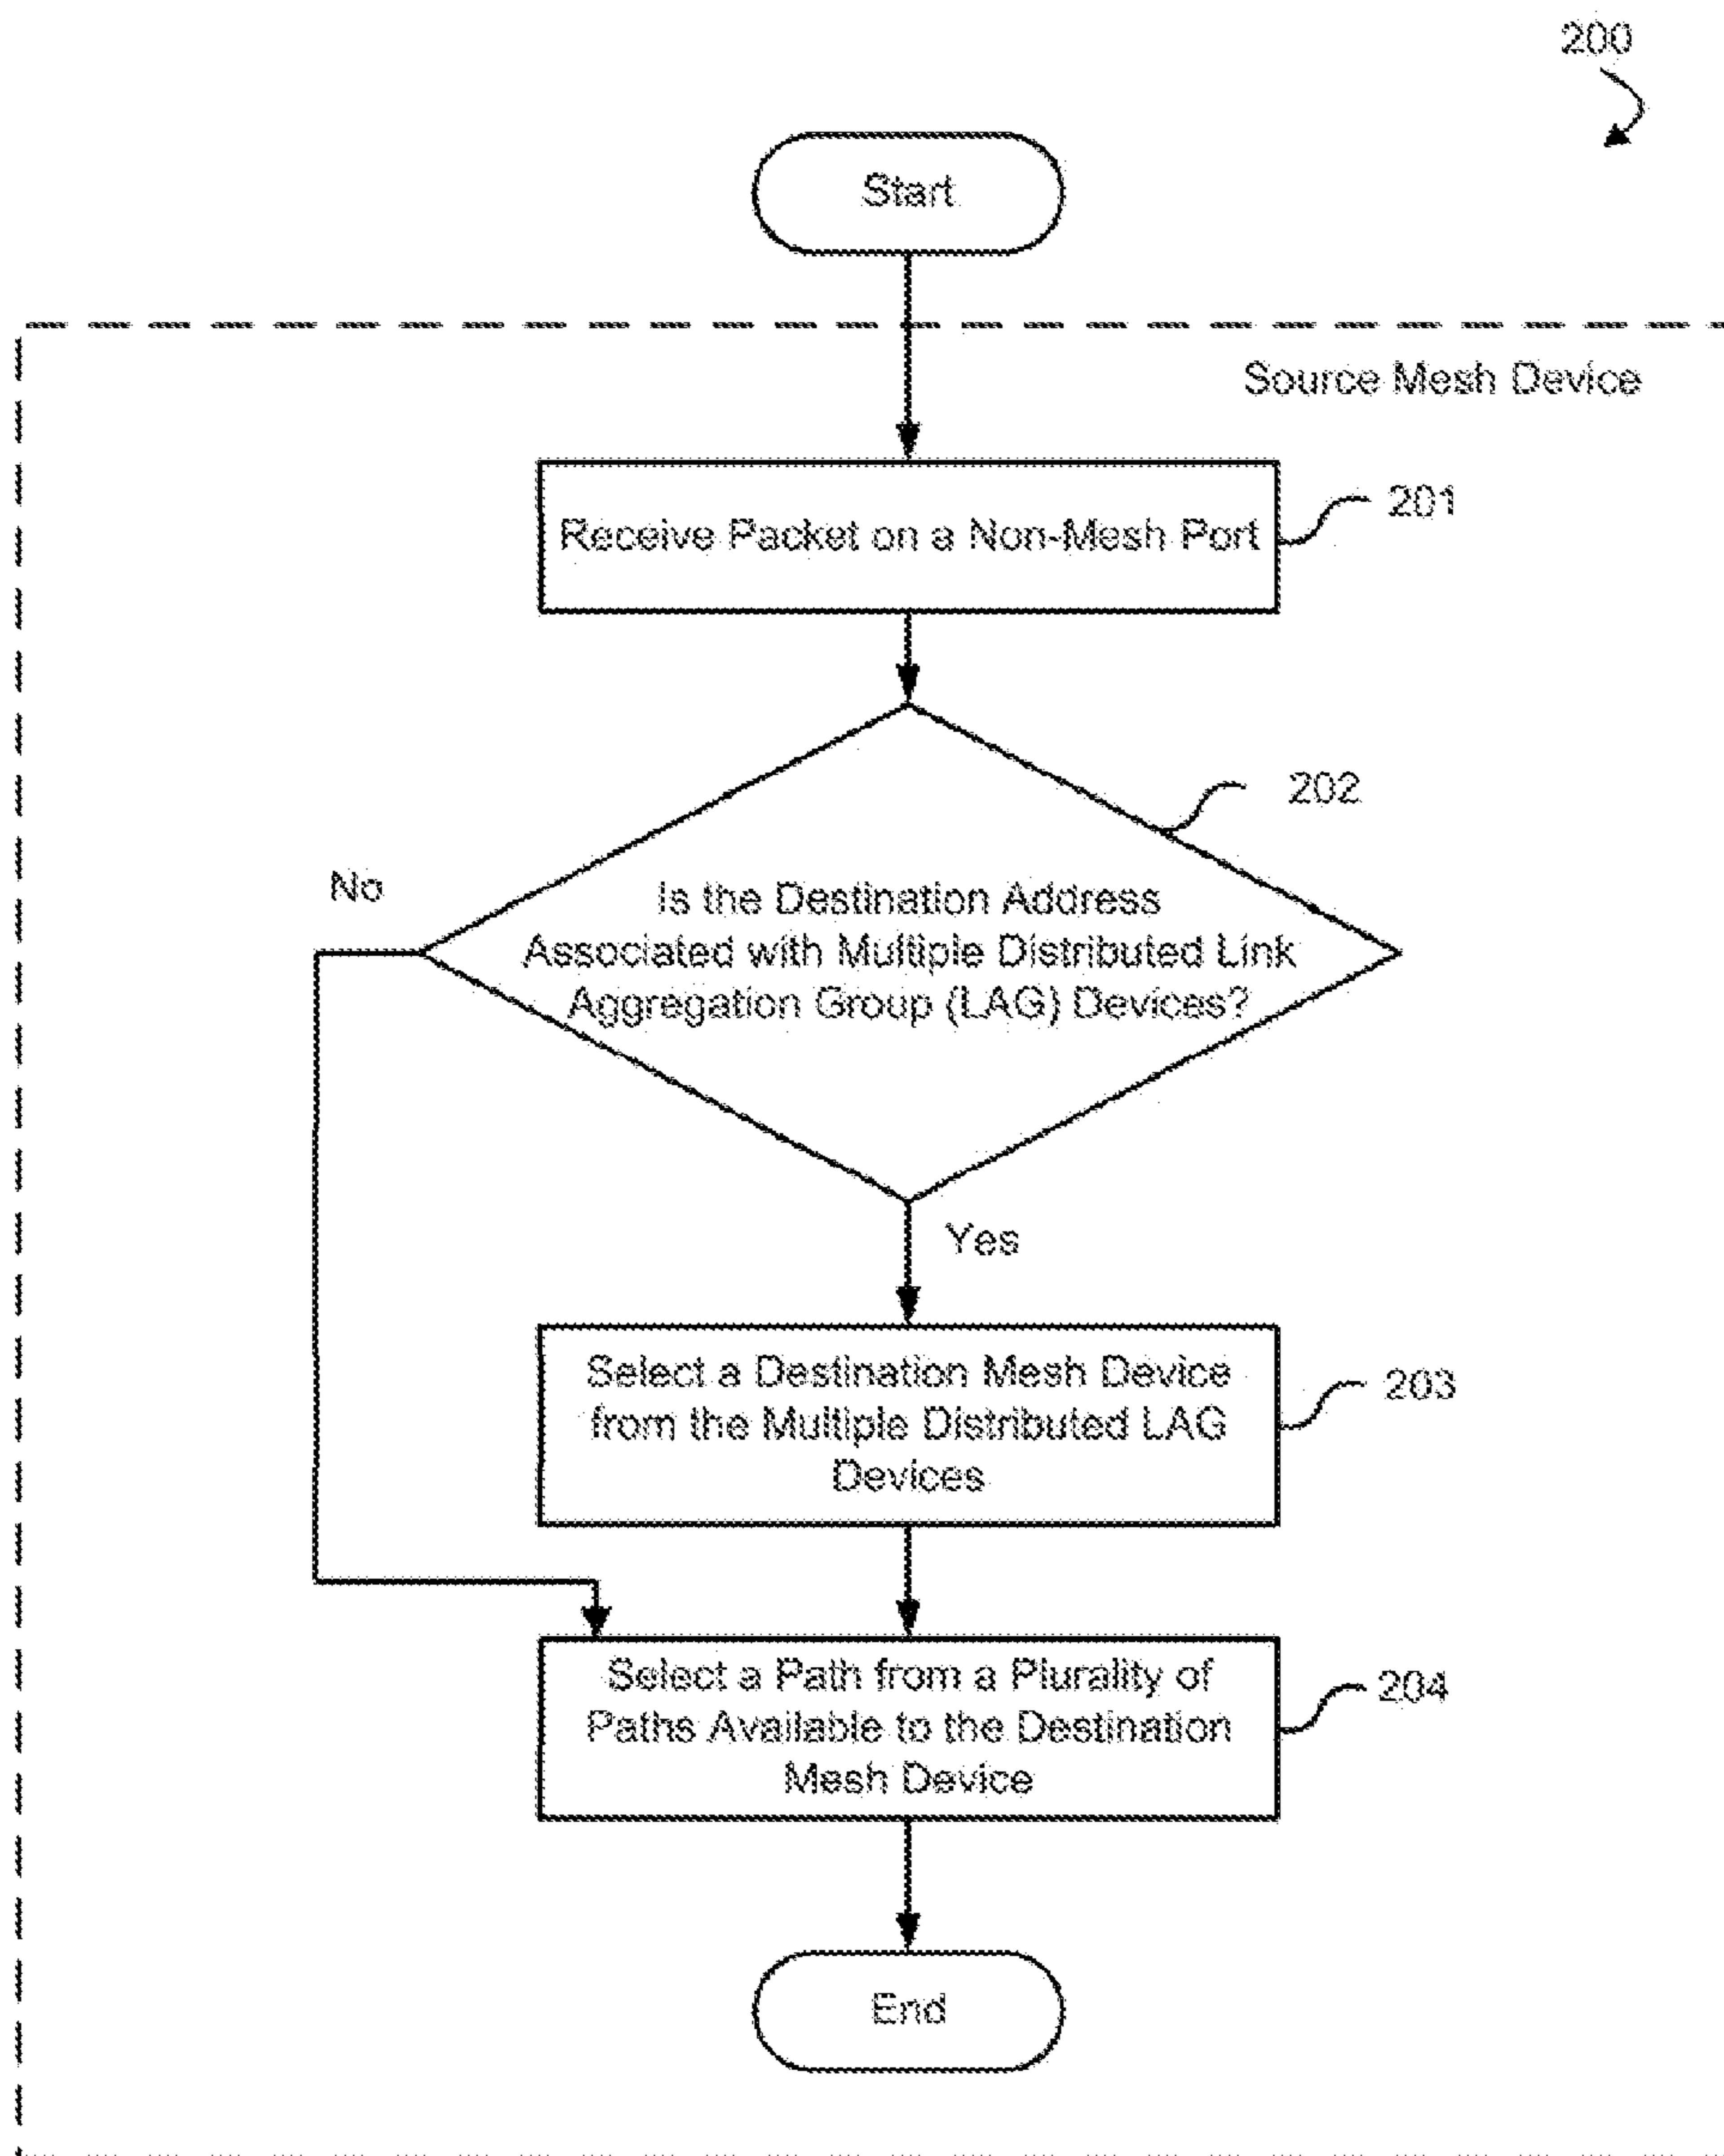 200
Start
Source Mesh Device
Receive Packet on a Non-Mesh Port
201
202
No
Is the Destination Address
Associated with Multiple Distributed Link
Aggregation Group (LAG) Devices?
Yes
Select a Destination Mesh Device
from the Multiple Distributed LAG
Devices
203
Select a Path from a Plurality of
Paths Available to the Destination
Mesh Device
204
End